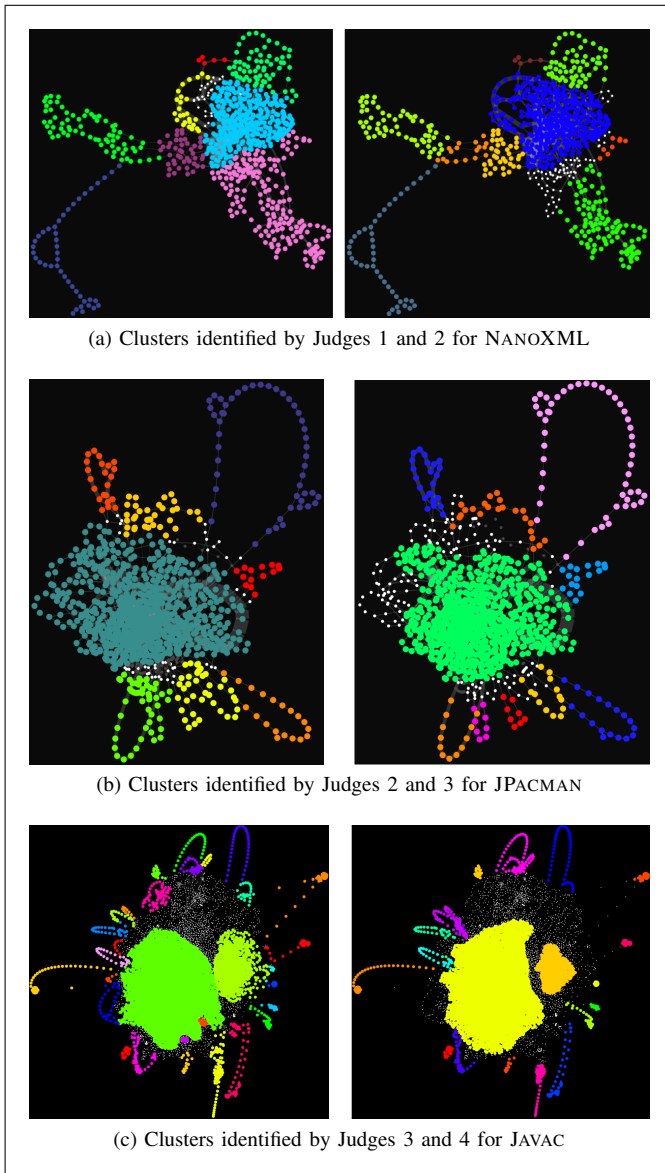 (a) Clusters identified by Judges 1 and 2 for NANOXML
(b) Clusters identified by Judges 2 and 3 for JPACMAN
(c) Clusters identified by Judges 3 and 4 for JAVAC